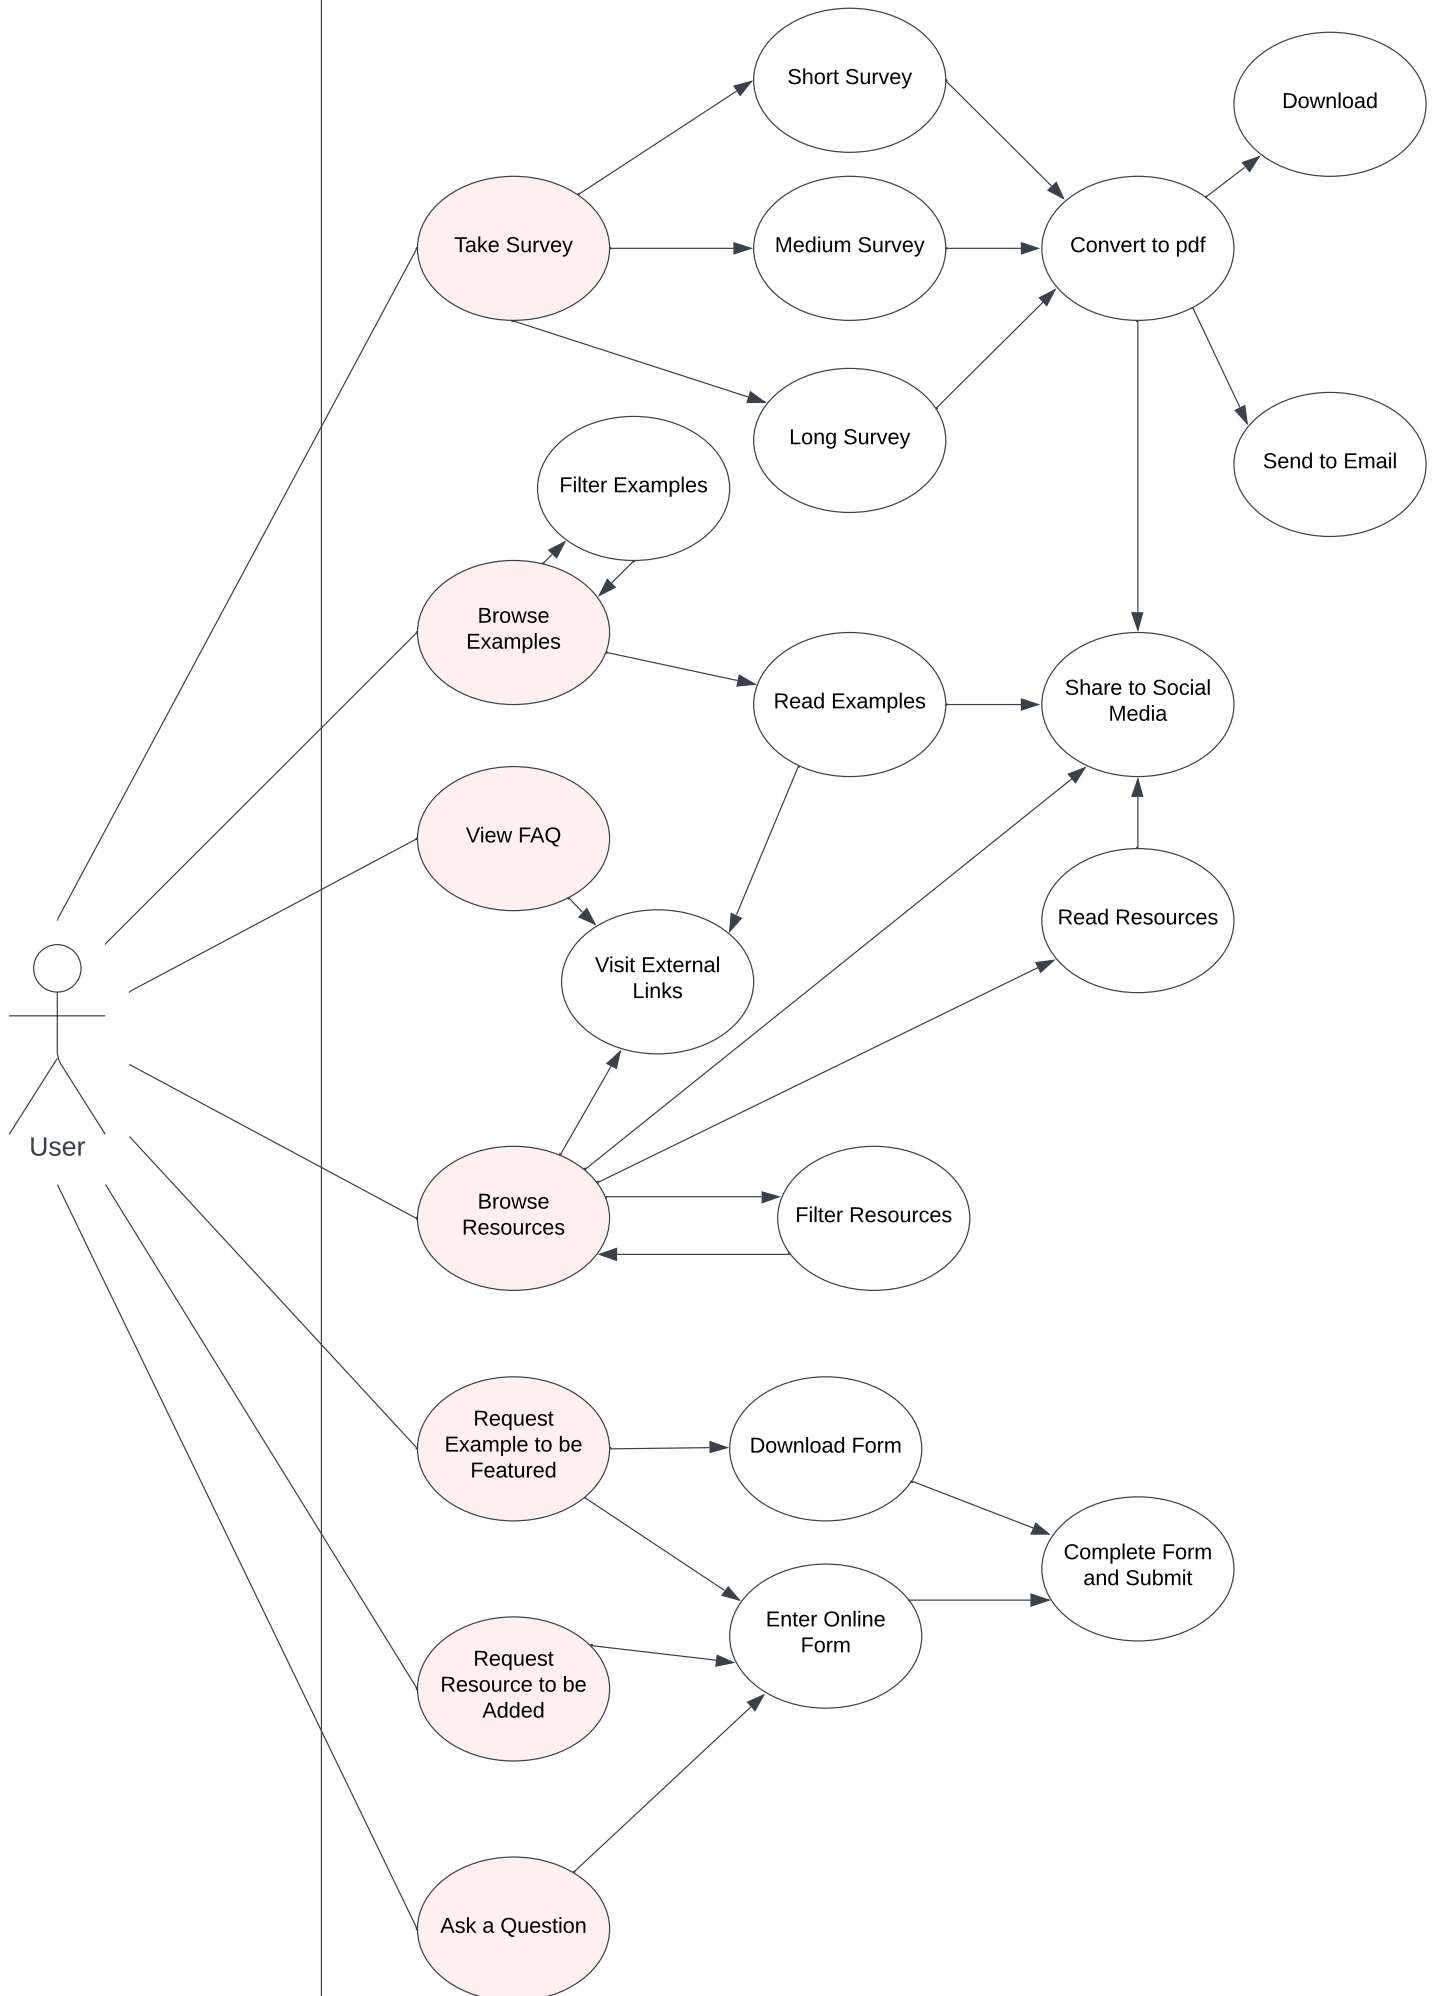 Short Survey
Download
Take Survey
Medium Survey
Convert to pdf
Long Survey
Send to Email
Filter Examples
Browse
Examples
Read Examples
Share to Social
Media
View FAQ
Visit External
Links
Read Resources
User
Browse
Resources
Filter Resources
Request
Example to be
Featured
Download Form
Complete Form
and Submit
Enter Online
Form
Request
Resource to be
Added
Ask a Question